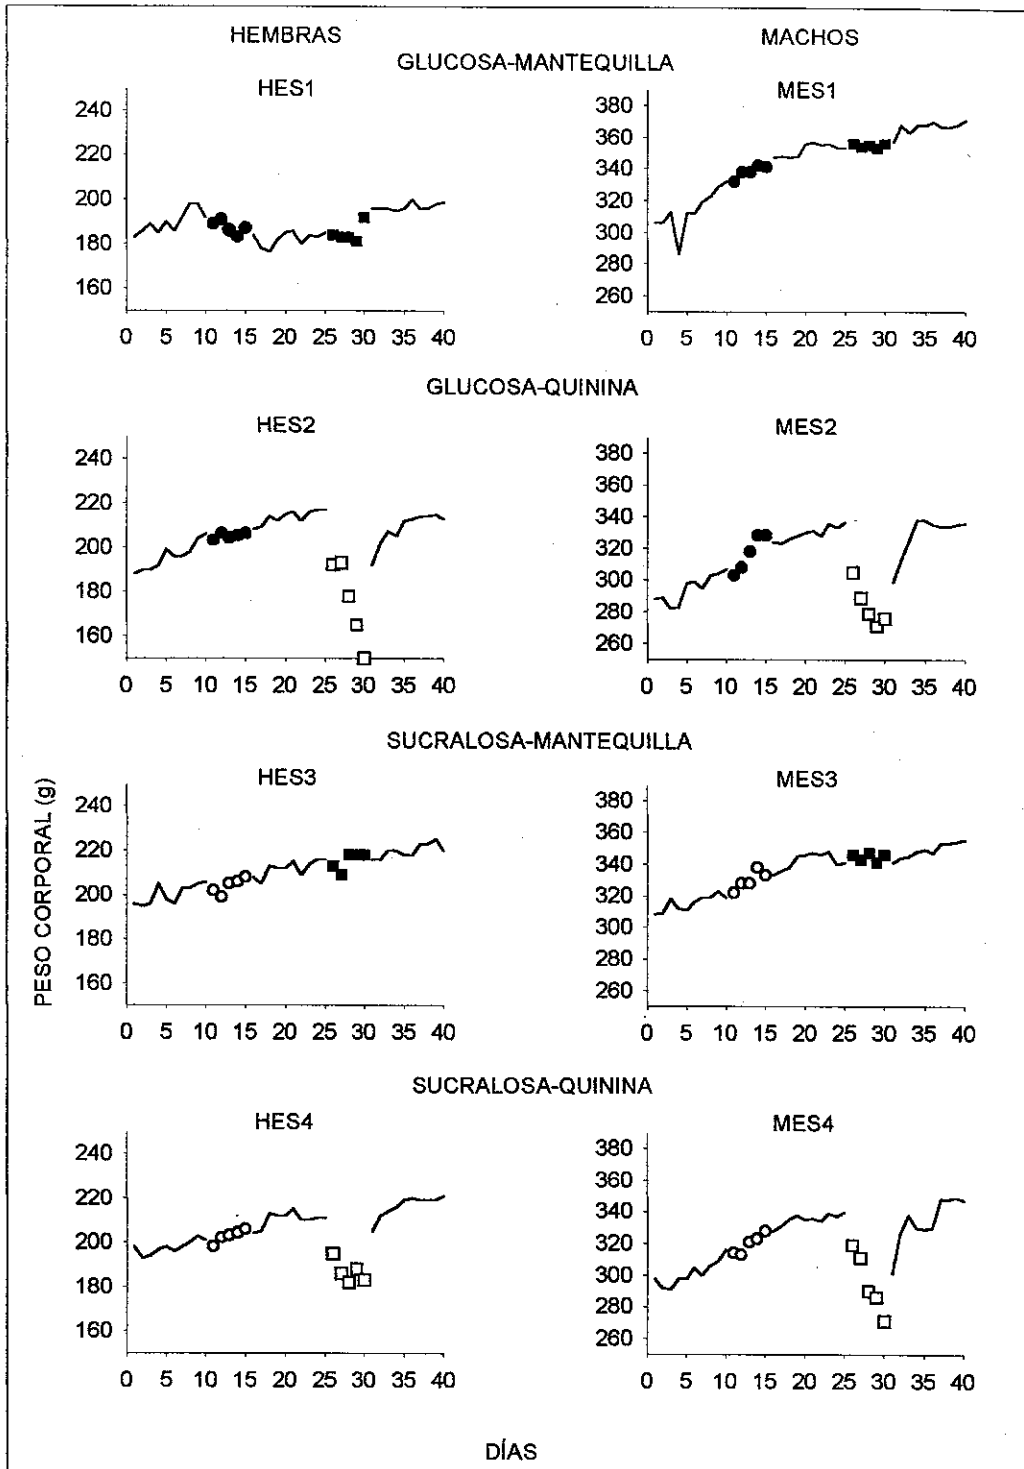 HEMBRAS MACHOS
GLUCOSA-MANTEQUILLA
HES1 MES1
240 220 200 180 160
0 5 10 15 20 25 30 35 40
380 360 340 320 300 280 260
0 5 10 15 20 25 30 35 40
GLUCOSA-QUININA
HES2 MES2
240 220 200 180 160
0 5 10 15 20 25 30 35 40
380 360 340 320 300 280 260
0 5 10 15 20 25 30 35 40
SUCRALOSA-MANTEQUILLA
HES3 MES3
240 220 200 180 160
0 5 10 15 20 25 30 35 40
380 360 340 320 300 280 260
0 5 10 15 20 25 30 35 40
SUCRALOSA-QUININA
HES4 MES4
240 220 200 180 160
0 5 10 15 20 25 30 35 40
380 360 340 320 300 280 260
0 5 10 15 20 25 30 35 40
PESO CORPORAL (g)
DÍAS